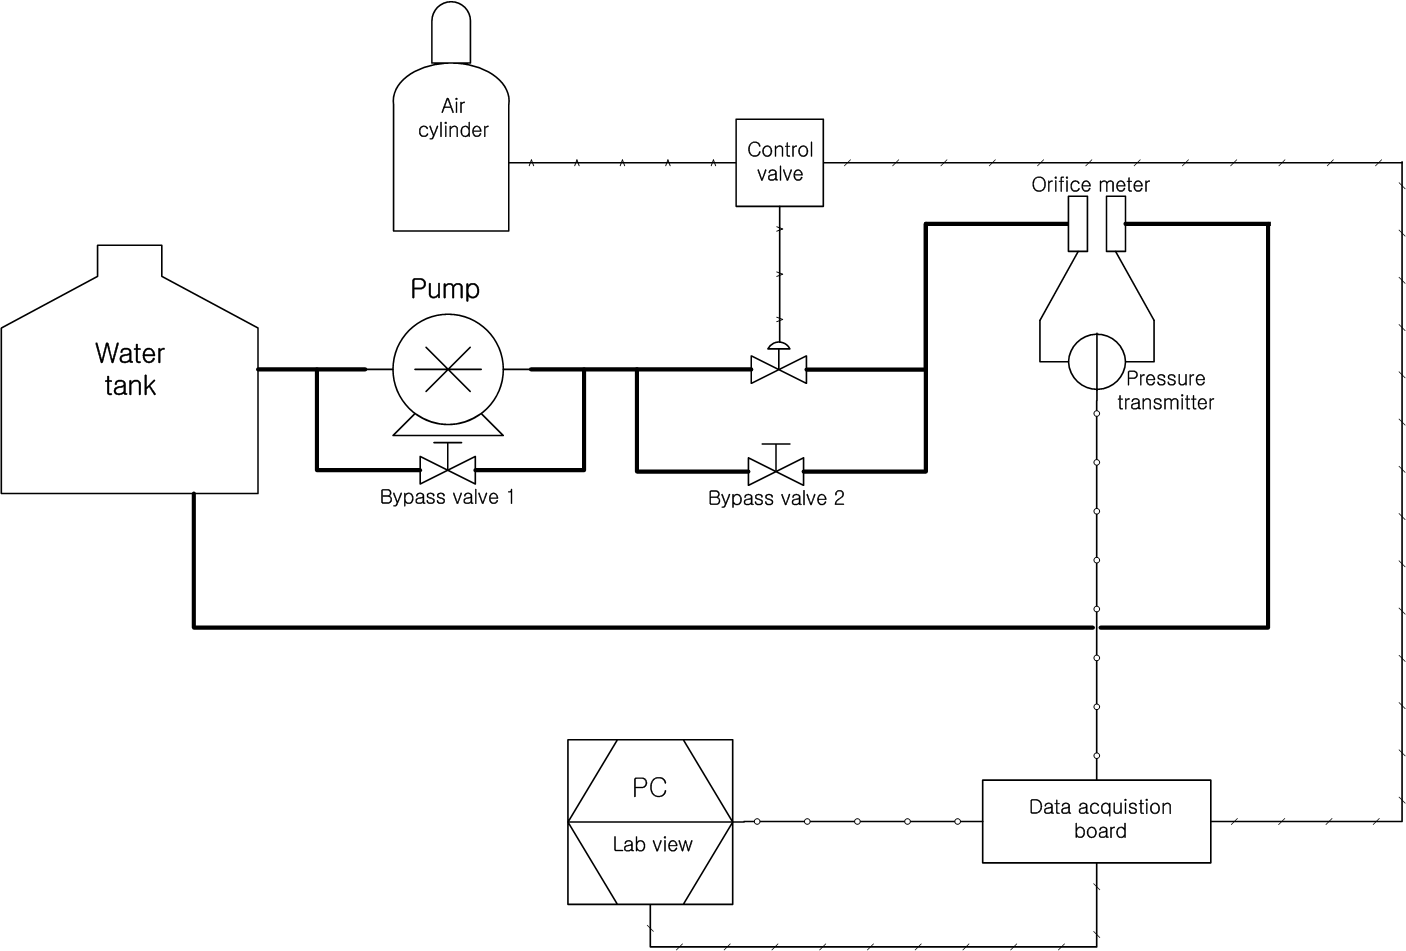 Air
cylinder
Control
valve
Orifice meter
Pump
Water
tank
Pressure
transmitter
Bypass valve 1
Bypass valve 2
PC
Lab view
Data acquistion
board